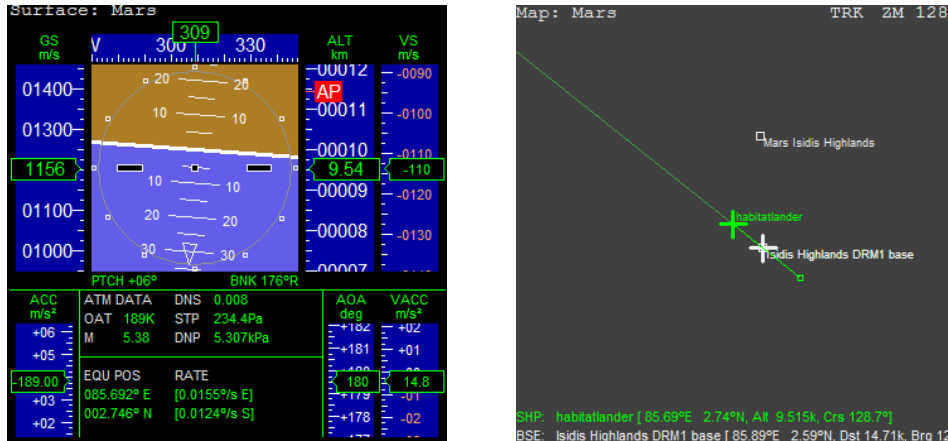 Surface: Mars
GS
m/s
W 300 330
309
ALT
km
VS
m/s
01400
01300
1156
01100
01000
20 20
10 10
10 10
20 20
30 30
00012
AP
00011
00010
9.54
00009
00008
00007
-0090
-0100
-0110
-110
-0120
-0130
PTCH +06° BNK 176°R
ACC
m/s²
+06
+05
-189.00
+03
+02
ATM DATA DNS 0.008
OAT 189K STP 234.4Pa
M 5.38 DNP 5.307kPa
EQU POS RATE
085.692° E [0.0155°/s E]
002.746° N [0.0124°/s S]
AOA
deg
+182
+181
180
+179
+178
VACC
m/s²
+02
+01
14.8
-01
-02
Map: Mars TRK ZM 128
Mars Isidis Highlands
habitatlander
Isidis Highlands DRM1 base
SHP: habitatlander [ 85.69°E 2.74°N, Alt 9.515k, Crs 128.7°]
BSE: Isidis Highlands DRM1 base [ 85.89°E 2.59°N, Dst 14.71k, Brg 12